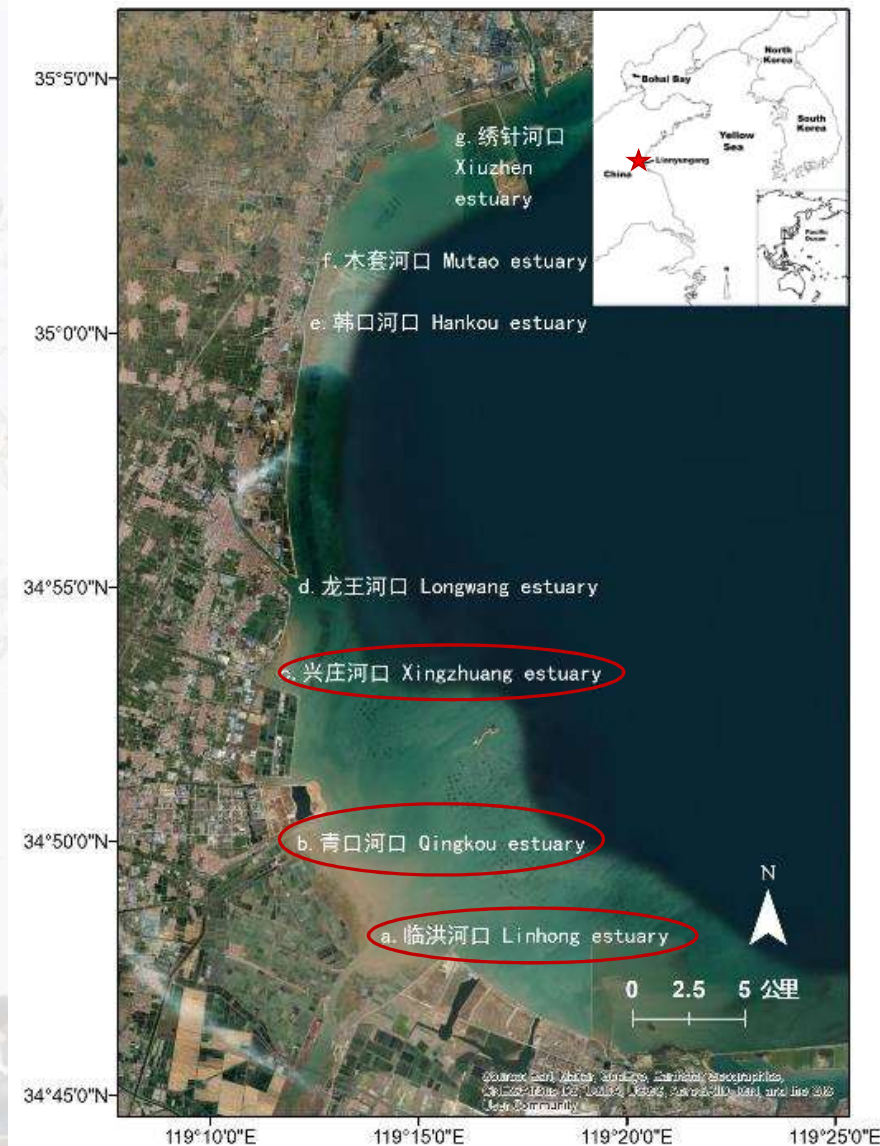 35°5'0"N
35°0'0"N
34°55'0"N
34°50'0"N
34°45'0"N
g. 绣针河口
Xiuzhen
estuary
f. 木套河口 Mutao estuary
e. 韩口河口 Hankou estuary
d. 龙王河口 Longwang estuary
c. 兴庄河口 Xingzhuang estuary
b. 青口河口 Qingkou estuary
a. 临洪河口 Linhong estuary
North
Korea
Bohai Bay
South
Korea
Yellow
Sea
Lianyungang
China
Pacific
Ocean
N
N
0 2.5 5 公里
User Community
119°10'0"E
119°15'0"E
119°20'0"E
119°25'0"E